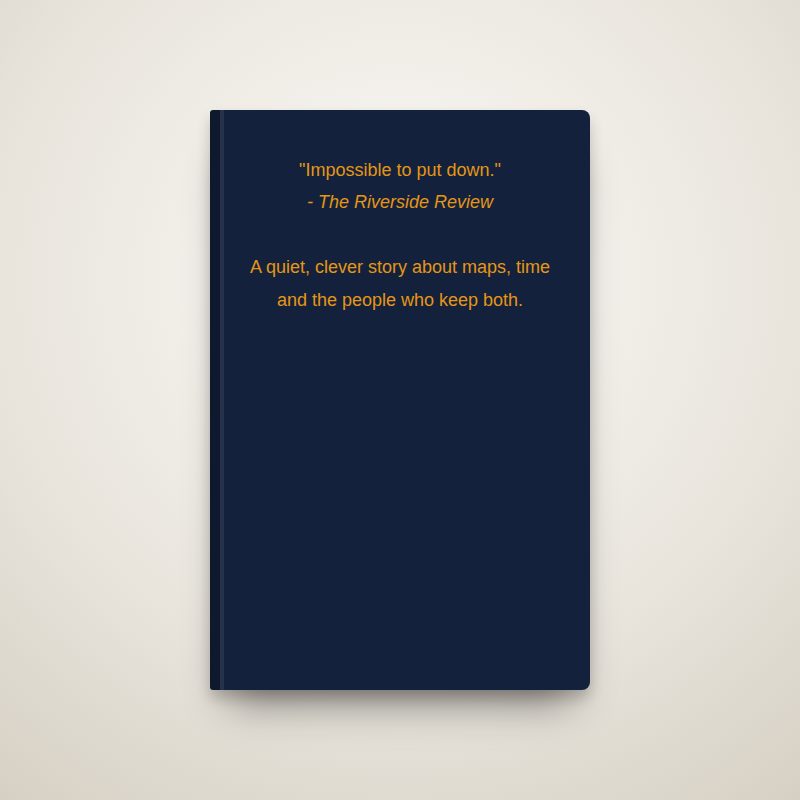 "Impossible to put down."
- The Riverside Review
A quiet, clever story about maps, time
and the people who keep both.